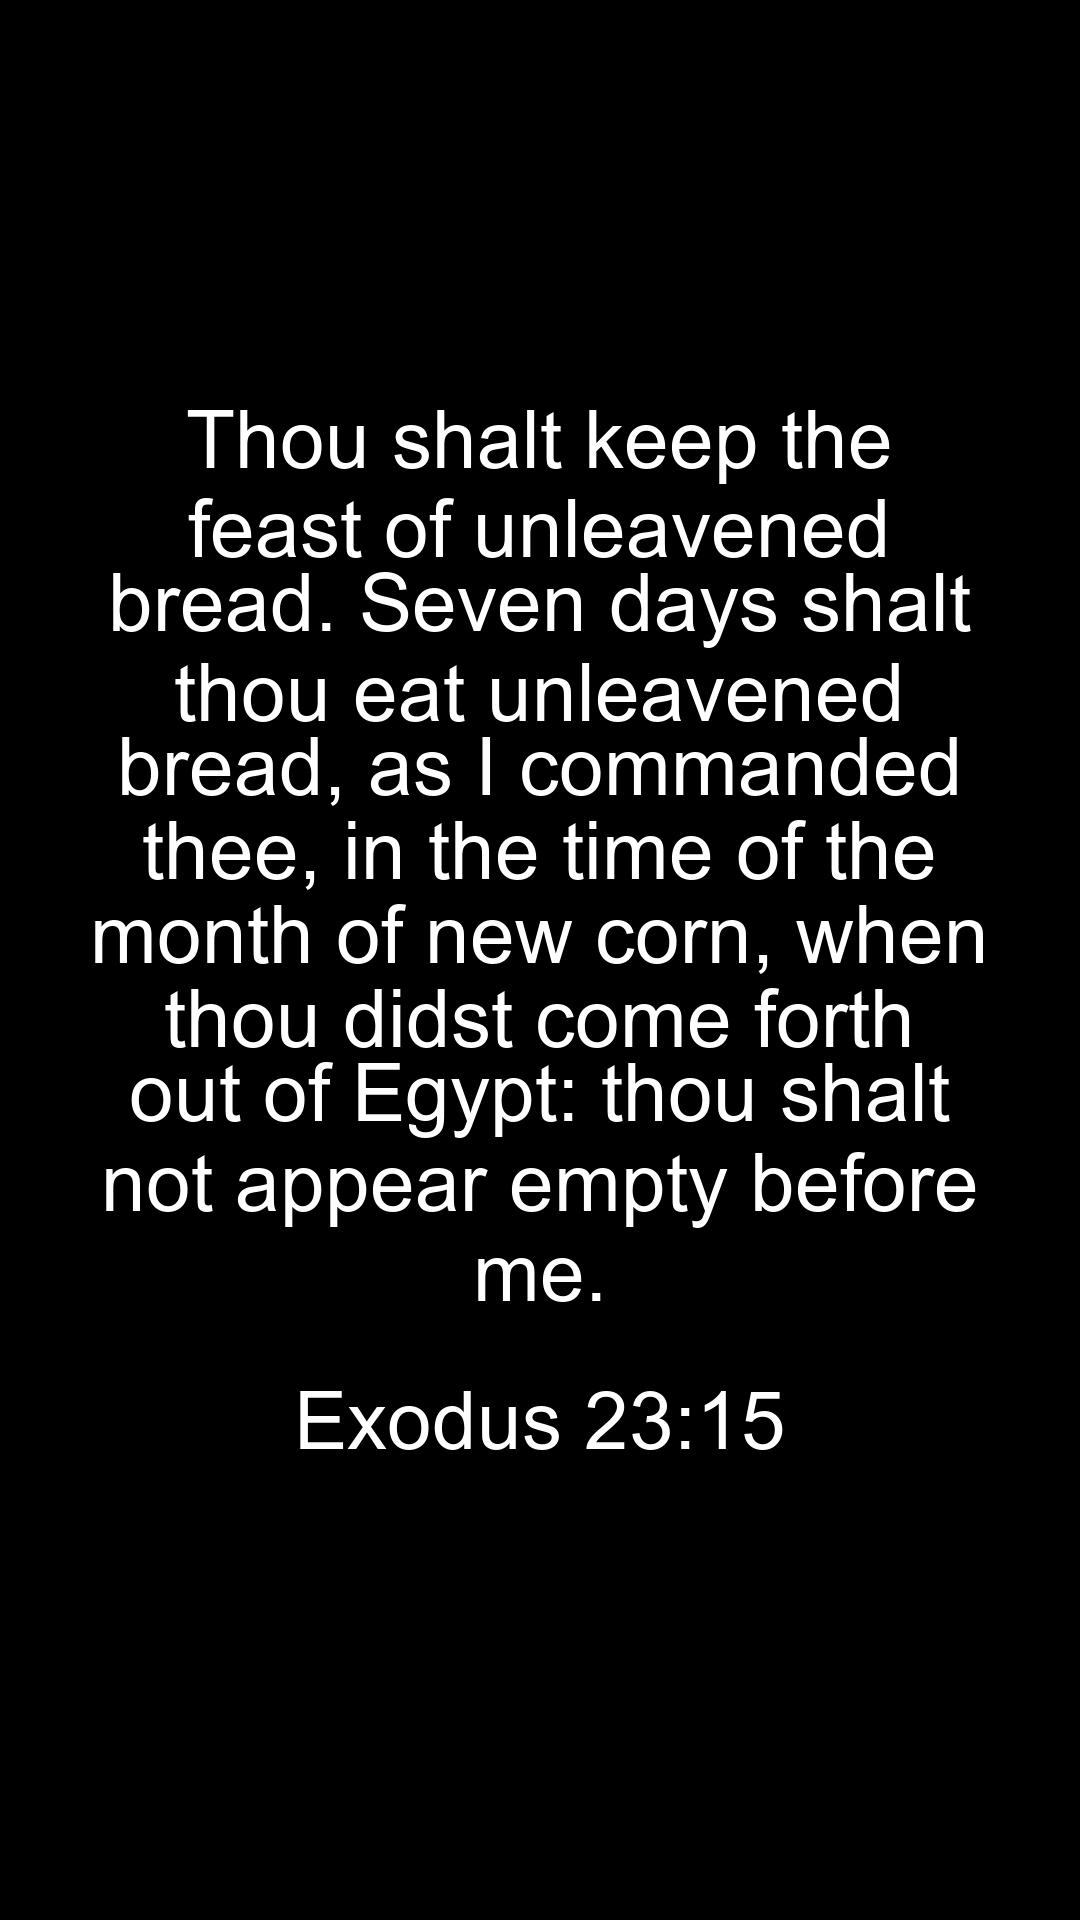 Thou shalt keep the
feast of unleavened
bread. Seven days shalt
thou eat unleavened
bread, as I commanded
thee, in the time of the
month of new corn, when
thou didst come forth
out of Egypt: thou shalt
not appear empty before
me.
Exodus 23:15